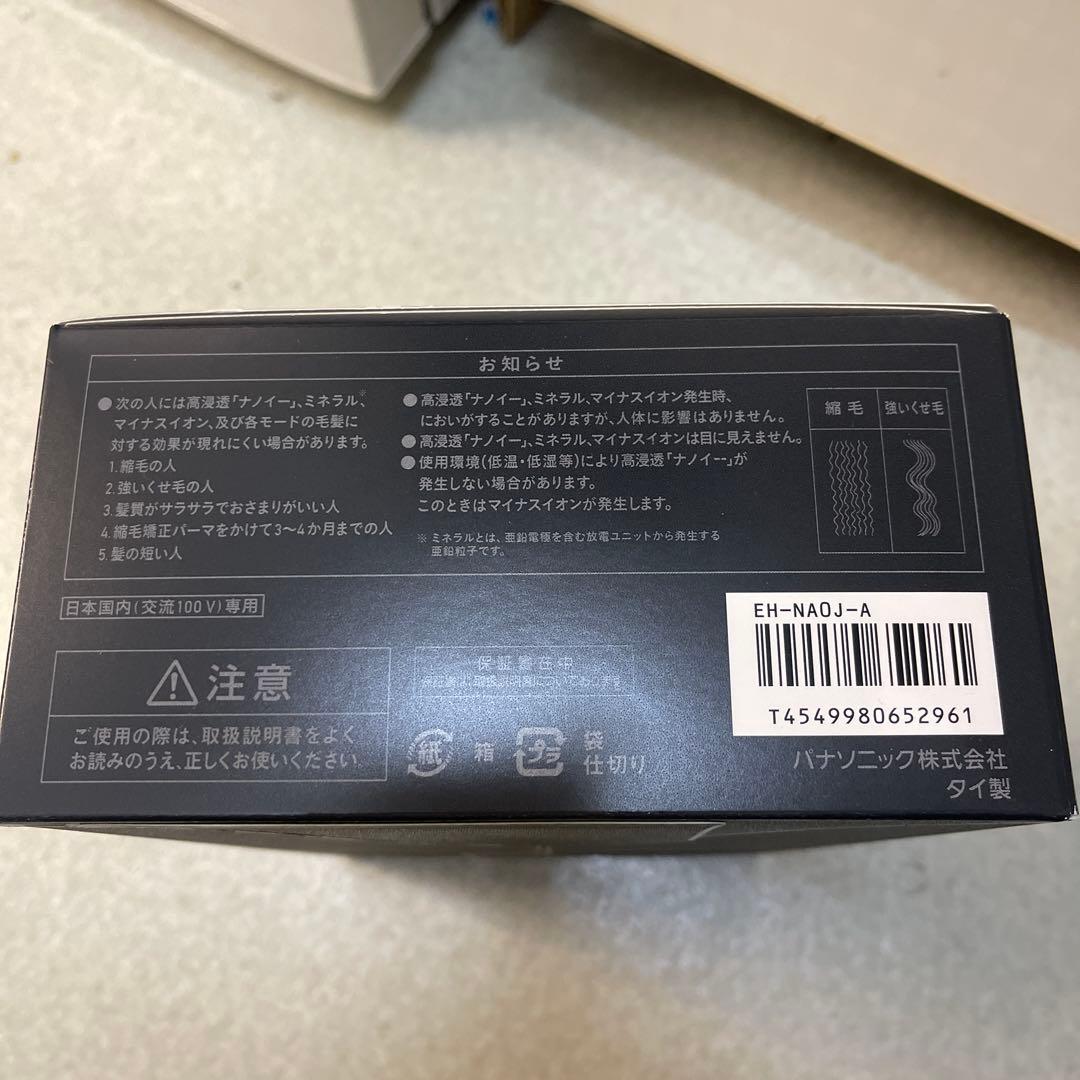 お知らせ
●次の人には高浸透「ナノイー」、ミネラル※、
マイナスイオン、及び各モードの毛髪に
対する効果が現れにくい場合があります。
1.縮毛の人
2.強いくせ毛の人
3.髪質がサラサラでおさまりがいい人
4.縮毛矯正パーマをかけて3〜4か月までの人
5.髪の短い人
●高浸透「ナノイー」、ミネラル、マイナスイオン発生時、
においがすることがありますが、人体に影響はありません。
●高浸透「ナノイー」、ミネラル、マイナスイオンは目に見えません。
●使用環境(低温・低湿等)により高浸透「ナノイー」が
発生しない場合があります。
このときはマイナスイオンが発生します。
※ ミネラルとは、亜鉛電極を含む放電ユニットから発生する
亜鉛粒子です。
縮毛
強いくせ毛
日本国内(交流100V)専用
注意
ご使用の際は、取扱説明書をよく
お読みのうえ、正しくお使いください。
保証書在中
保証書は、取扱説明書についております
紙 箱
プラ 袋
仕切り
EH-NA0J-A
T4549980652961
パナソニック株式会社
タイ製